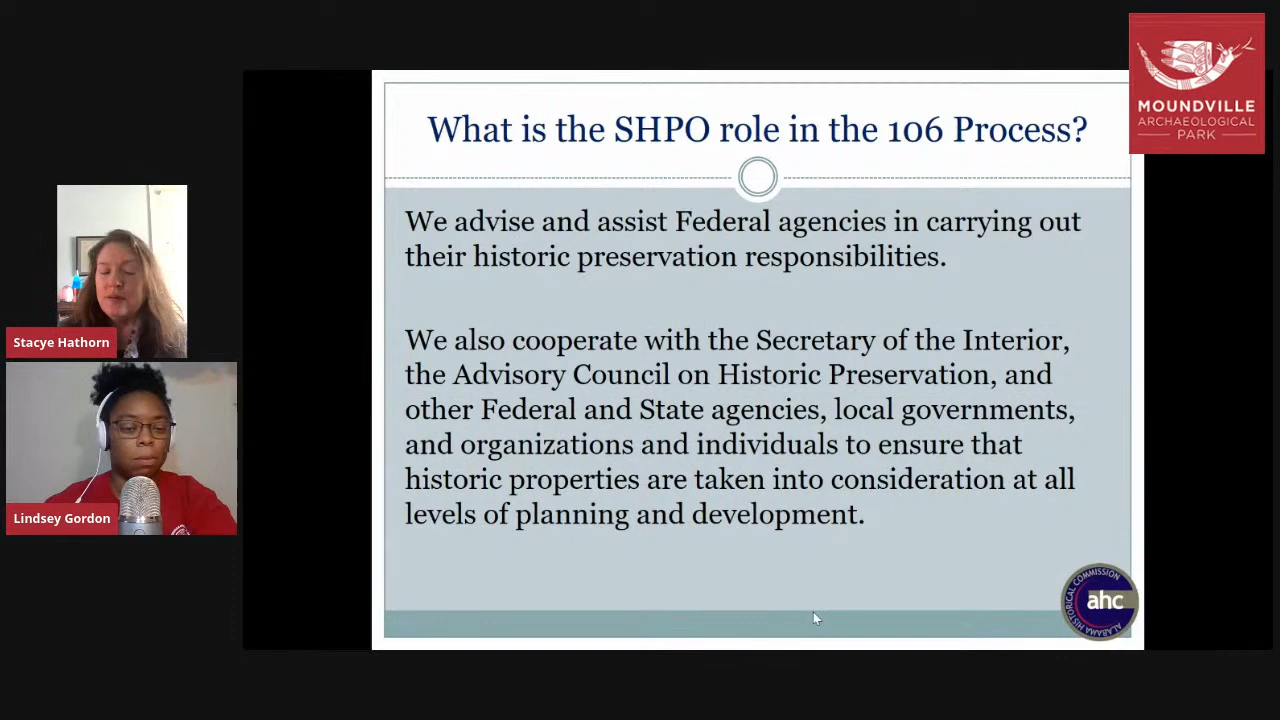 MOUNDVILLE
ARCHAEOLOGICAL
PARK
What is the SHPO role in the 106 Process?
We advise and assist Federal agencies in carrying out
their historic preservation responsibilities.
We also cooperate with the Secretary of the Interior,
the Advisory Council on Historic Preservation, and
other Federal and State agencies, local governments,
and organizations and individuals to ensure that
historic properties are taken into consideration at all
levels of planning and development.
Stacye Hathorn
Lindsey Gordon
ahc
ALABAMA HISTORICAL COMMISSION